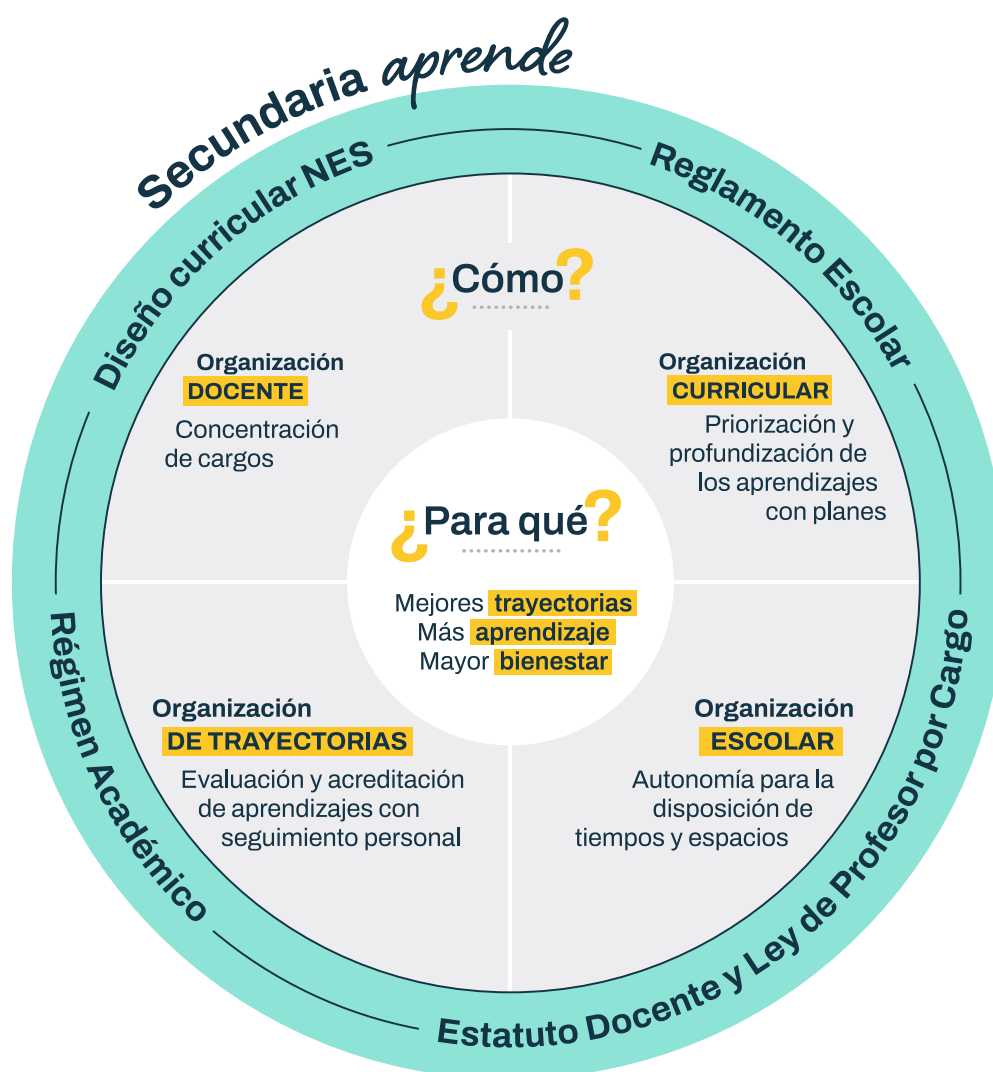 Secundaria aprende
Diseño curricular NES
Reglamento Escolar
¿Cómo?
Organización
DOCENTE
Concentración
de cargos
Organización
CURRICULAR
Priorización y
profundización de
los aprendizajes
con planes
¿Para qué?
Mejores trayectorias
Más aprendizaje
Mayor bienestar
Organización
DE TRAYECTORIAS
Evaluación y acreditación
de aprendizajes con
seguimiento personal
Organización
ESCOLAR
Autonomía para la
disposición de
tiempos y espacios
Régimen Académico
Estatuto Docente y Ley de Profesor por Cargo